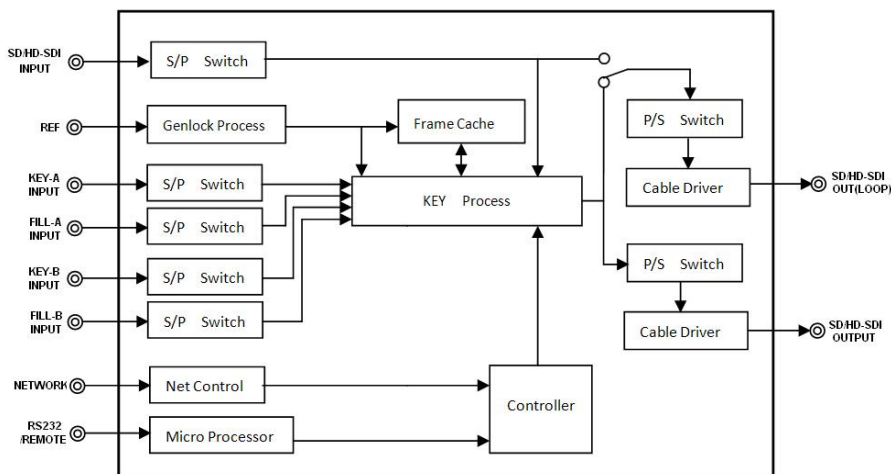 SD/HD-SDI
INPUT
S/P Switch
REF
Genlock Process
Frame Cache
P/S Switch
KEY-A
INPUT
S/P Switch
KEY Process
Cable Driver
SD/HD-SDI
OUT(LOOP)
FILL-A
INPUT
S/P Switch
KEY-B
INPUT
S/P Switch
P/S Switch
FILL-B
INPUT
S/P Switch
Cable Driver
SD/HD-SDI
OUTPUT
NETWORK
Net Control
Controller
RS232
/REMOTE
Micro Processor